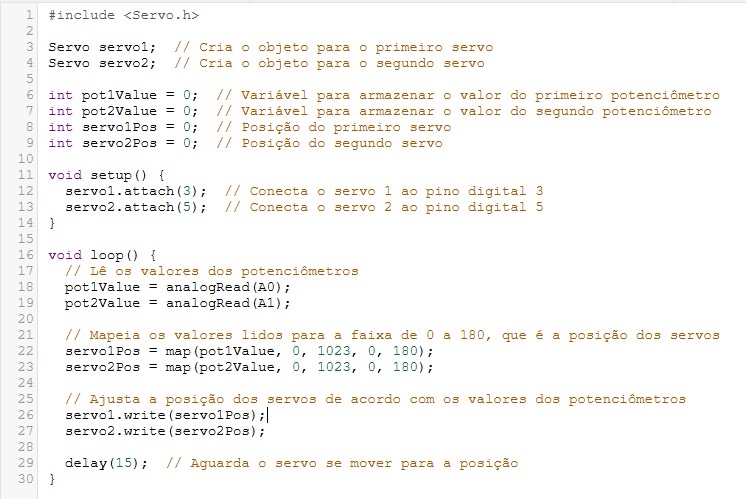 1 #include <Servo.h>
2
3 Servo servo1;  // Cria o objeto para o primeiro servo
4 Servo servo2;  // Cria o objeto para o segundo servo
5
6 int pot1Value = 0;  // Variável para armazenar o valor do primeiro potenciômetro
7 int pot2Value = 0;  // Variável para armazenar o valor do segundo potenciômetro
8 int servo1Pos = 0;  // Posição do primeiro servo
9 int servo2Pos = 0;  // Posição do segundo servo
10
11 void setup() {
12   servo1.attach(3);  // Conecta o servo 1 ao pino digital 3
13   servo2.attach(5);  // Conecta o servo 2 ao pino digital 5
14 }
15
16 void loop() {
17   // Lê os valores dos potenciômetros
18   pot1Value = analogRead(A0);
19   pot2Value = analogRead(A1);
20
21   // Mapeia os valores lidos para a faixa de 0 a 180, que é a posição dos servos
22   servo1Pos = map(pot1Value, 0, 1023, 0, 180);
23   servo2Pos = map(pot2Value, 0, 1023, 0, 180);
24
25   // Ajusta a posição dos servos de acordo com os valores dos potenciômetros
26   servo1.write(servo1Pos);
27   servo2.write(servo2Pos);
28
29   delay(15);  // Aguarda o servo se mover para a posição
30 }